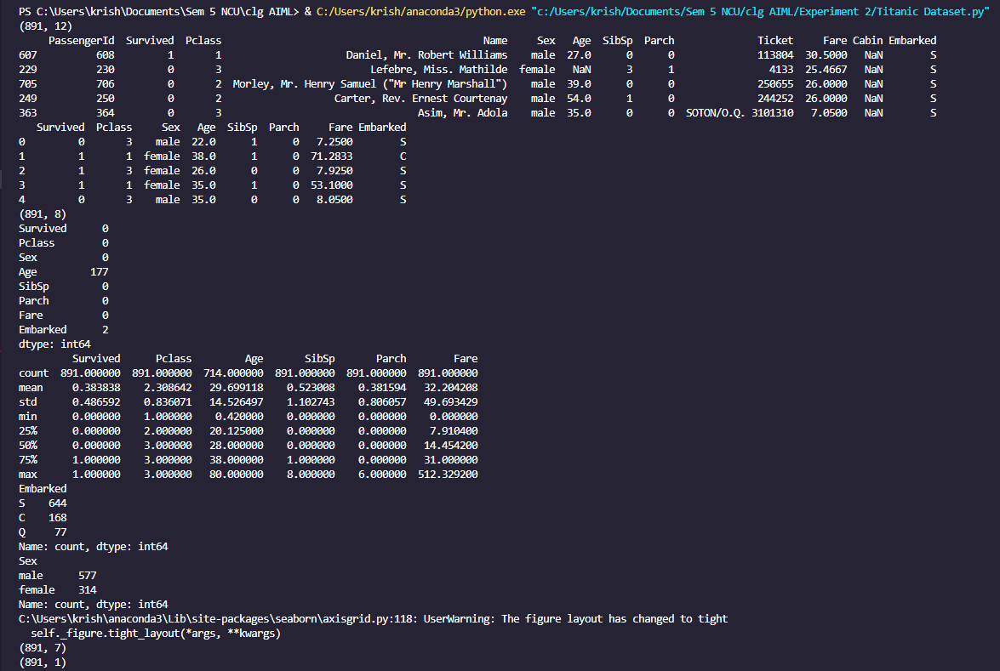 PS C:\Users\krish\Documents\Sem 5 NCU\clg AIML> & C:/Users/krish/anaconda3/python.exe "c:/Users/krish/Documents/Sem 5 NCU/clg AIML/Experiment 2/Titanic Dataset.py"
(891, 12)
     PassengerId  Survived  Pclass                                            Name     Sex   Age  SibSp  Parch              Ticket     Fare Cabin Embarked
607          608         1       1                     Daniel, Mr. Robert Williams    male  27.0      0      0              113804  30.5000   NaN        S
229          230         0       3                         Lefebre, Miss. Mathilde  female   NaN      3      1                4133  25.4667   NaN        S
705          706         0       2  Morley, Mr. Henry Samuel ("Mr Henry Marshall")    male  39.0      0      0              250655  26.0000   NaN        S
249          250         0       2                   Carter, Rev. Ernest Courtenay    male  54.0      1      0              244252  26.0000   NaN        S
363          364         0       3                                 Asim, Mr. Adola    male  35.0      0      0  SOTON/O.Q. 3101310   7.0500   NaN        S
   Survived  Pclass     Sex   Age  SibSp  Parch     Fare Embarked
0         0       3    male  22.0      1      0   7.2500        S
1         1       1  female  38.0      1      0  71.2833        C
2         1       3  female  26.0      0      0   7.9250        S
3         1       1  female  35.0      1      0  53.1000        S
4         0       3    male  35.0      0      0   8.0500        S
(891, 8)
Survived      0
Pclass        0
Sex           0
Age         177
SibSp         0
Parch         0
Fare          0
Embarked      2
dtype: int64
         Survived      Pclass         Age       SibSp       Parch        Fare
count  891.000000  891.000000  714.000000  891.000000  891.000000  891.000000
mean     0.383838    2.308642   29.699118    0.523008    0.381594   32.204208
std      0.486592    0.836071   14.526497    1.102743    0.806057   49.693429
min      0.000000    1.000000    0.420000    0.000000    0.000000    0.000000
25%      0.000000    2.000000   20.125000    0.000000    0.000000    7.910400
50%      0.000000    3.000000   28.000000    0.000000    0.000000   14.454200
75%      1.000000    3.000000   38.000000    1.000000    0.000000   31.000000
max      1.000000    3.000000   80.000000    8.000000    6.000000  512.329200
Embarked
S    644
C    168
Q     77
Name: count, dtype: int64
Sex
male      577
female    314
Name: count, dtype: int64
C:\Users\krish\anaconda3\Lib\site-packages\seaborn\axisgrid.py:118: UserWarning: The figure layout has changed to tight
  self._figure.tight_layout(*args, **kwargs)
(891, 7)
(891, 1)